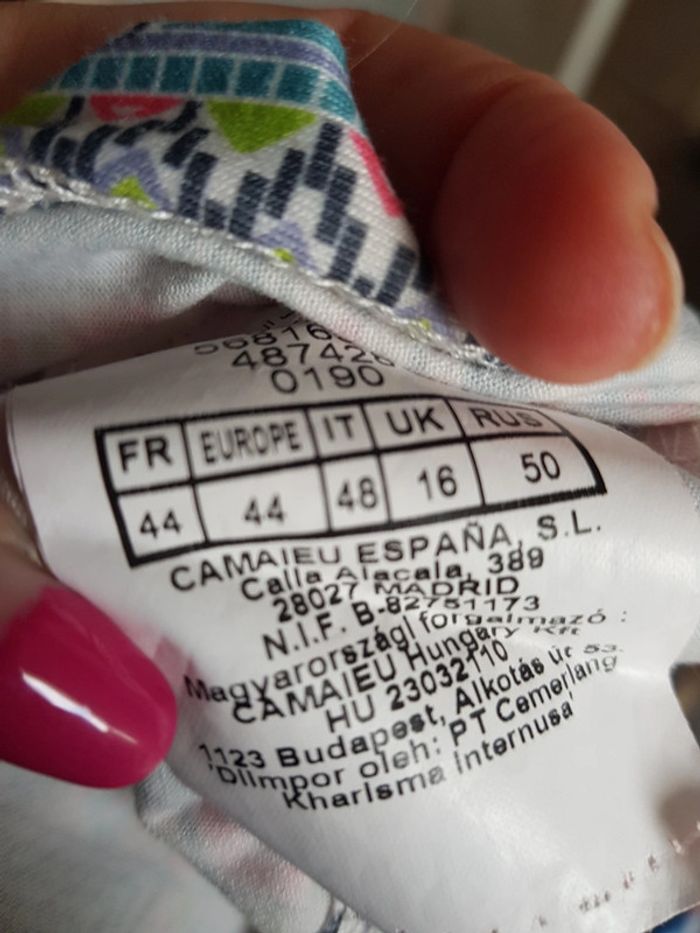 48742
0190
FR EUROPE IT UK RUS
44 44 48 16 50
CAMAIEU ESPAÑA, S.L.
Calla Alacala, 389
28027 MADRID
N.I.F. B-82751173
Magyarországi forgalmazó :
CAMAIEU Hungary Kft
HU 23032110
1123 Budapest, Alkotás út 53.
'Diimpor oleh: PT Cemerlang
Kharisma Internusa'